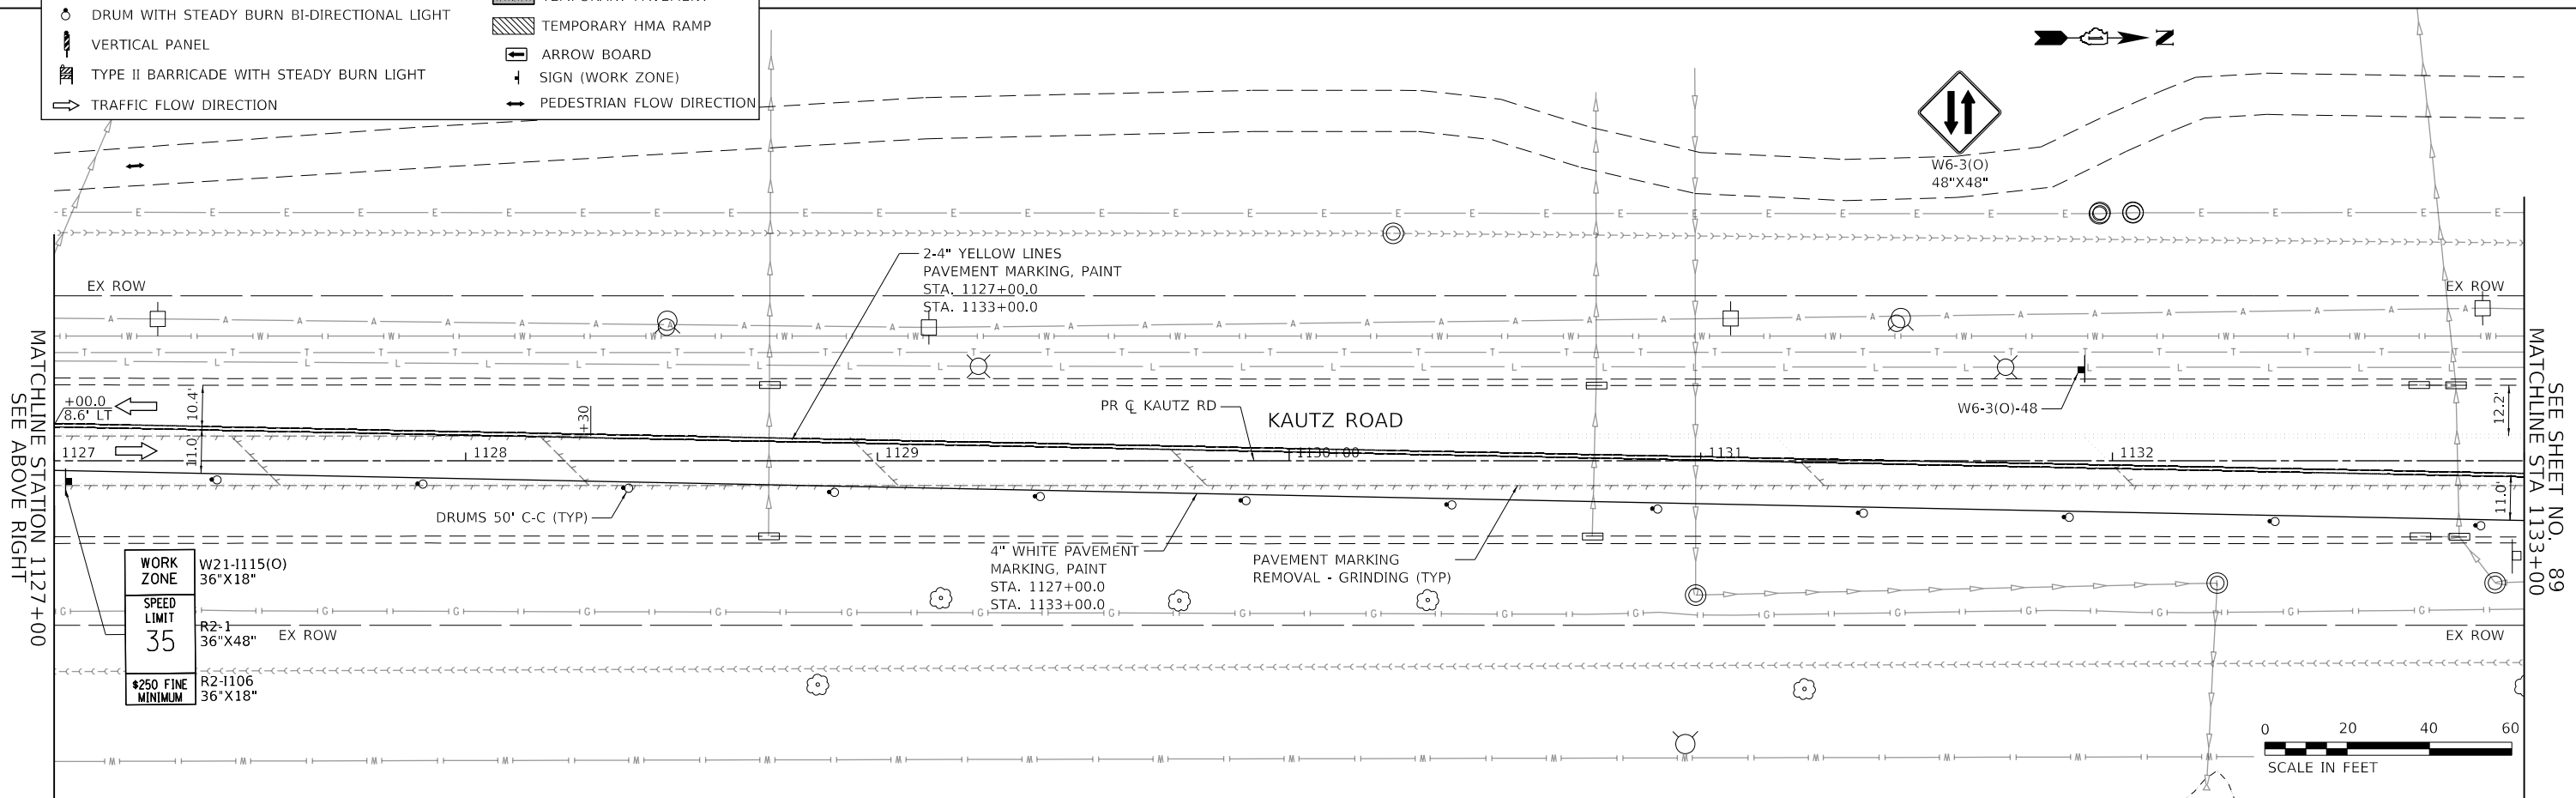 DRUM WITH STEADY BURN BI-DIRECTIONAL LIGHT
VERTICAL PANEL
TYPE II BARRICADE WITH STEADY BURN LIGHT
TRAFFIC FLOW DIRECTION
TEMPORARY PAVEMENT
TEMPORARY HMA RAMP
ARROW BOARD
SIGN (WORK ZONE)
PEDESTRIAN FLOW DIRECTION
N
W6-3(O)
48"X48"
2-4" YELLOW LINES
PAVEMENT MARKING, PAINT
STA. 1127+00.0
STA. 1133+00.0
EX ROW
EX ROW
MATCHLINE STATION 1127+00
SEE ABOVE RIGHT
+00.0
8.6' LT
10.4'
11.0'
+30
PR ℄ KAUTZ RD
KAUTZ ROAD
W6-3(O)-48
12.2'
11.0'
1127
1128
1129
1130+00
1131
1132
DRUMS 50' C-C (TYP)
4" WHITE PAVEMENT
MARKING, PAINT
STA. 1127+00.0
STA. 1133+00.0
PAVEMENT MARKING
REMOVAL - GRINDING (TYP)
SEE SHEET NO. 89
MATCHLINE STA 1133+00
WORK
ZONE
SPEED
LIMIT
35
$250 FINE
MINIMUM
W21-I115(O)
36"X18"
R2-1
36"X48"
R2-I106
36"X18"
EX ROW
EX ROW
0 20 40 60
SCALE IN FEET